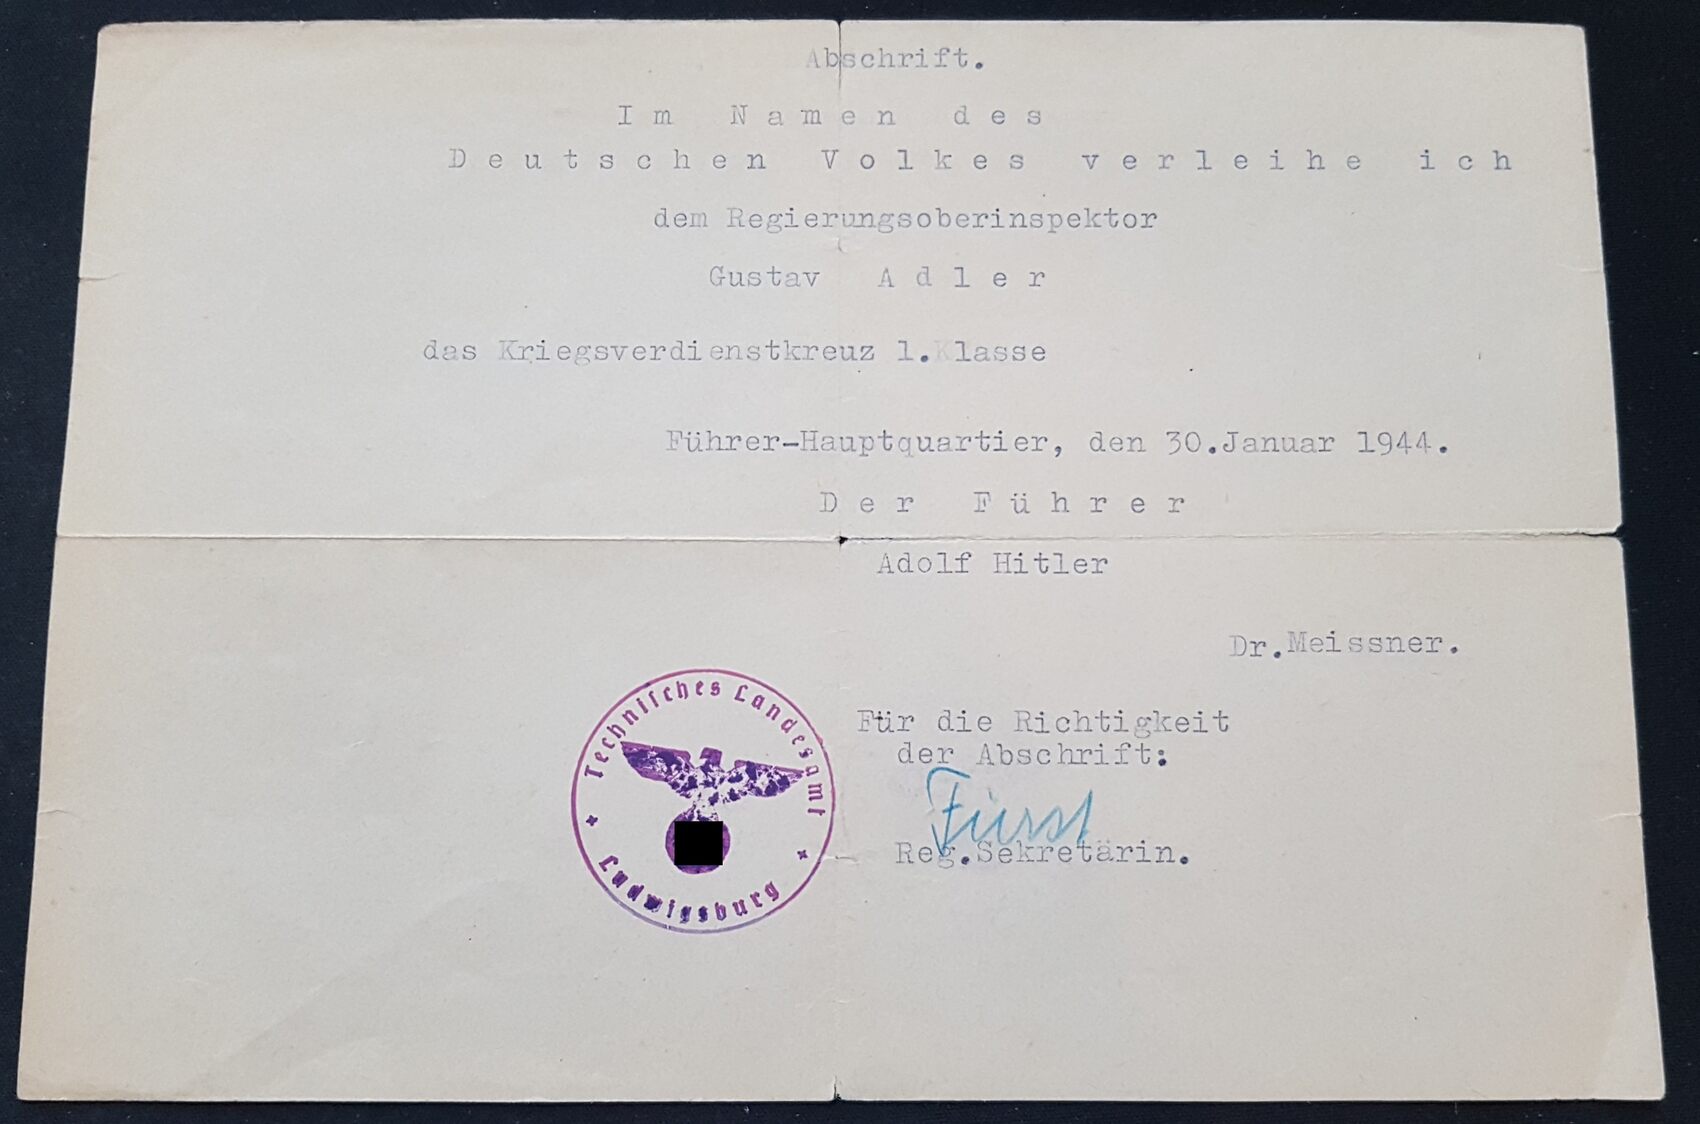 Abschrift.
Im Namen des
Deutschen Volkes verleihe ich
dem Regierungsoberinspektor
Gustav Adler
das Kriegsverdienstkreuz 1.Klasse
Führer-Hauptquartier, den 30.Januar 1944.
Der Führer
Adolf Hitler
Dr.Meissner.
Technisches Landesamt
Ludwigsburg
Für die Richtigkeit
der Abschrift:
Fürst
Reg.Sekretärin.